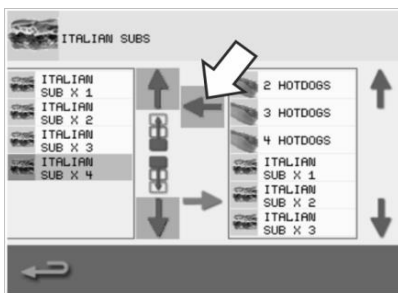 ITALIAN SUBS
ITALIAN
SUB X 1
ITALIAN
SUB X 2
ITALIAN
SUB X 3
ITALIAN
SUB X 4
2 HOTDOGS
3 HOTDOGS
4 HOTDOGS
ITALIAN
SUB X 1
ITALIAN
SUB X 2
ITALIAN
SUB X 3